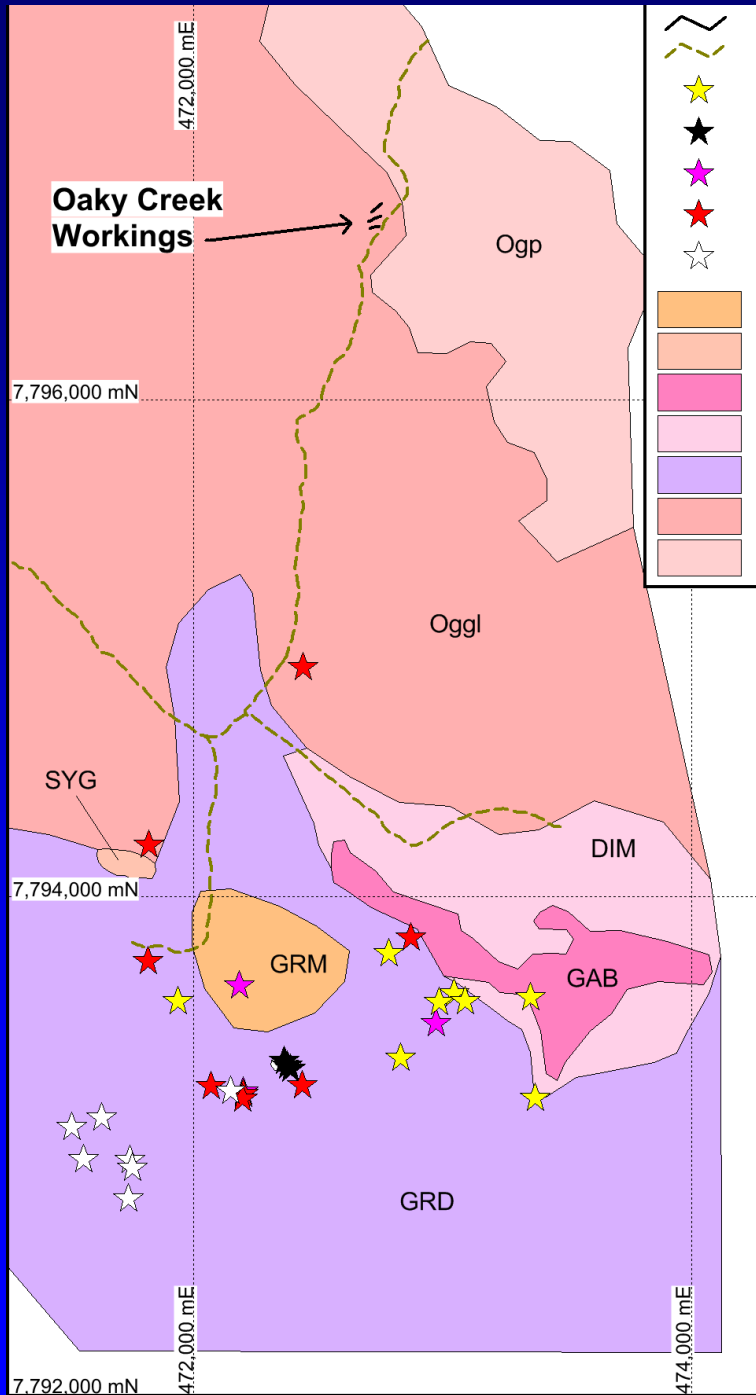 472,000 mE
Oaky Creek
Workings
Ogp
7,796,000 mN
Oggl
SYG
DIM
7,794,000 mN
GRM
GAB
GRD
472,000 mE
474,000 mE
7,792,000 mN